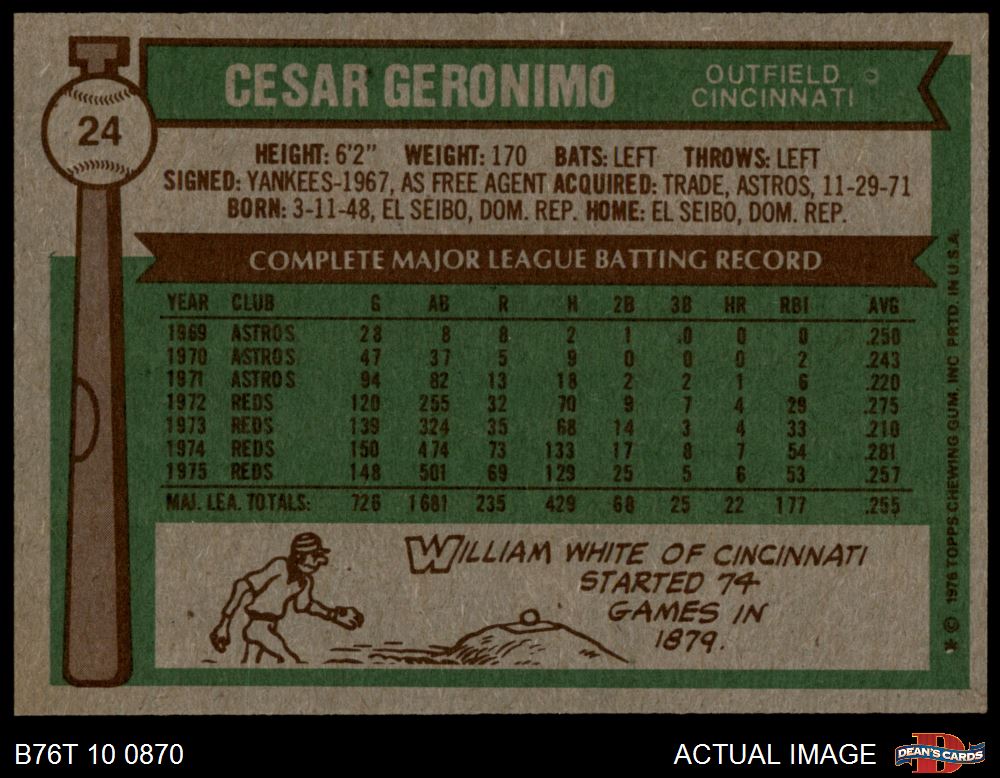 24
CESAR GERONIMO
OUTFIELD
CINCINNATI
HEIGHT: 6'2" WEIGHT: 170 BATS: LEFT THROWS: LEFT
SIGNED: YANKEES-1967, AS FREE AGENT ACQUIRED: TRADE, ASTROS, 11-29-71
BORN: 3-11-48, EL SEIBO, DOM. REP. HOME: EL SEIBO, DOM. REP.
COMPLETE MAJOR LEAGUE BATTING RECORD
YEAR CLUB G AB R H 2B 3B HR RBI AVG
1969 ASTROS 28 8 8 2 1 0 0 0 .250
1970 ASTROS 47 37 5 9 0 0 0 2 .243
1971 ASTROS 94 82 13 18 2 2 1 6 .220
1972 REDS 120 255 32 70 9 7 4 29 .275
1973 REDS 139 324 35 68 14 3 4 33 .210
1974 REDS 150 474 73 133 17 8 7 54 .281
1975 REDS 148 501 69 129 25 5 6 53 .257
MAJ. LEA. TOTALS: 726 1681 235 429 68 25 22 177 .255
WILLIAM WHITE OF CINCINNATI
STARTED 74
GAMES IN
1879.
* © 1976 TOPPS CHEWING GUM, INC PRTD. IN U.S.A.
B76T 10 0870
ACTUAL IMAGE
DEAN'S CARDS